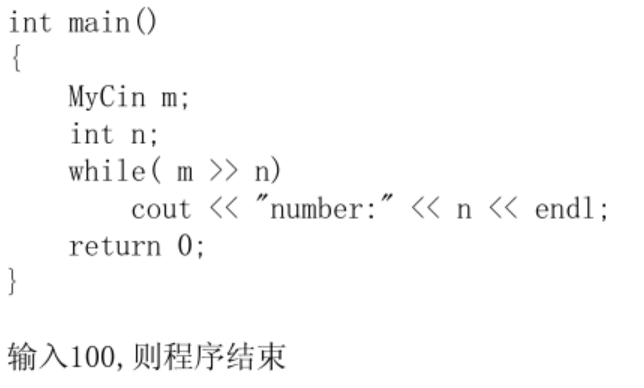 int main()
{
MyCin m;
int n;
while( m >> n)
cout << "number:" << n << endl;
return 0;
}
输入100,则程序结束